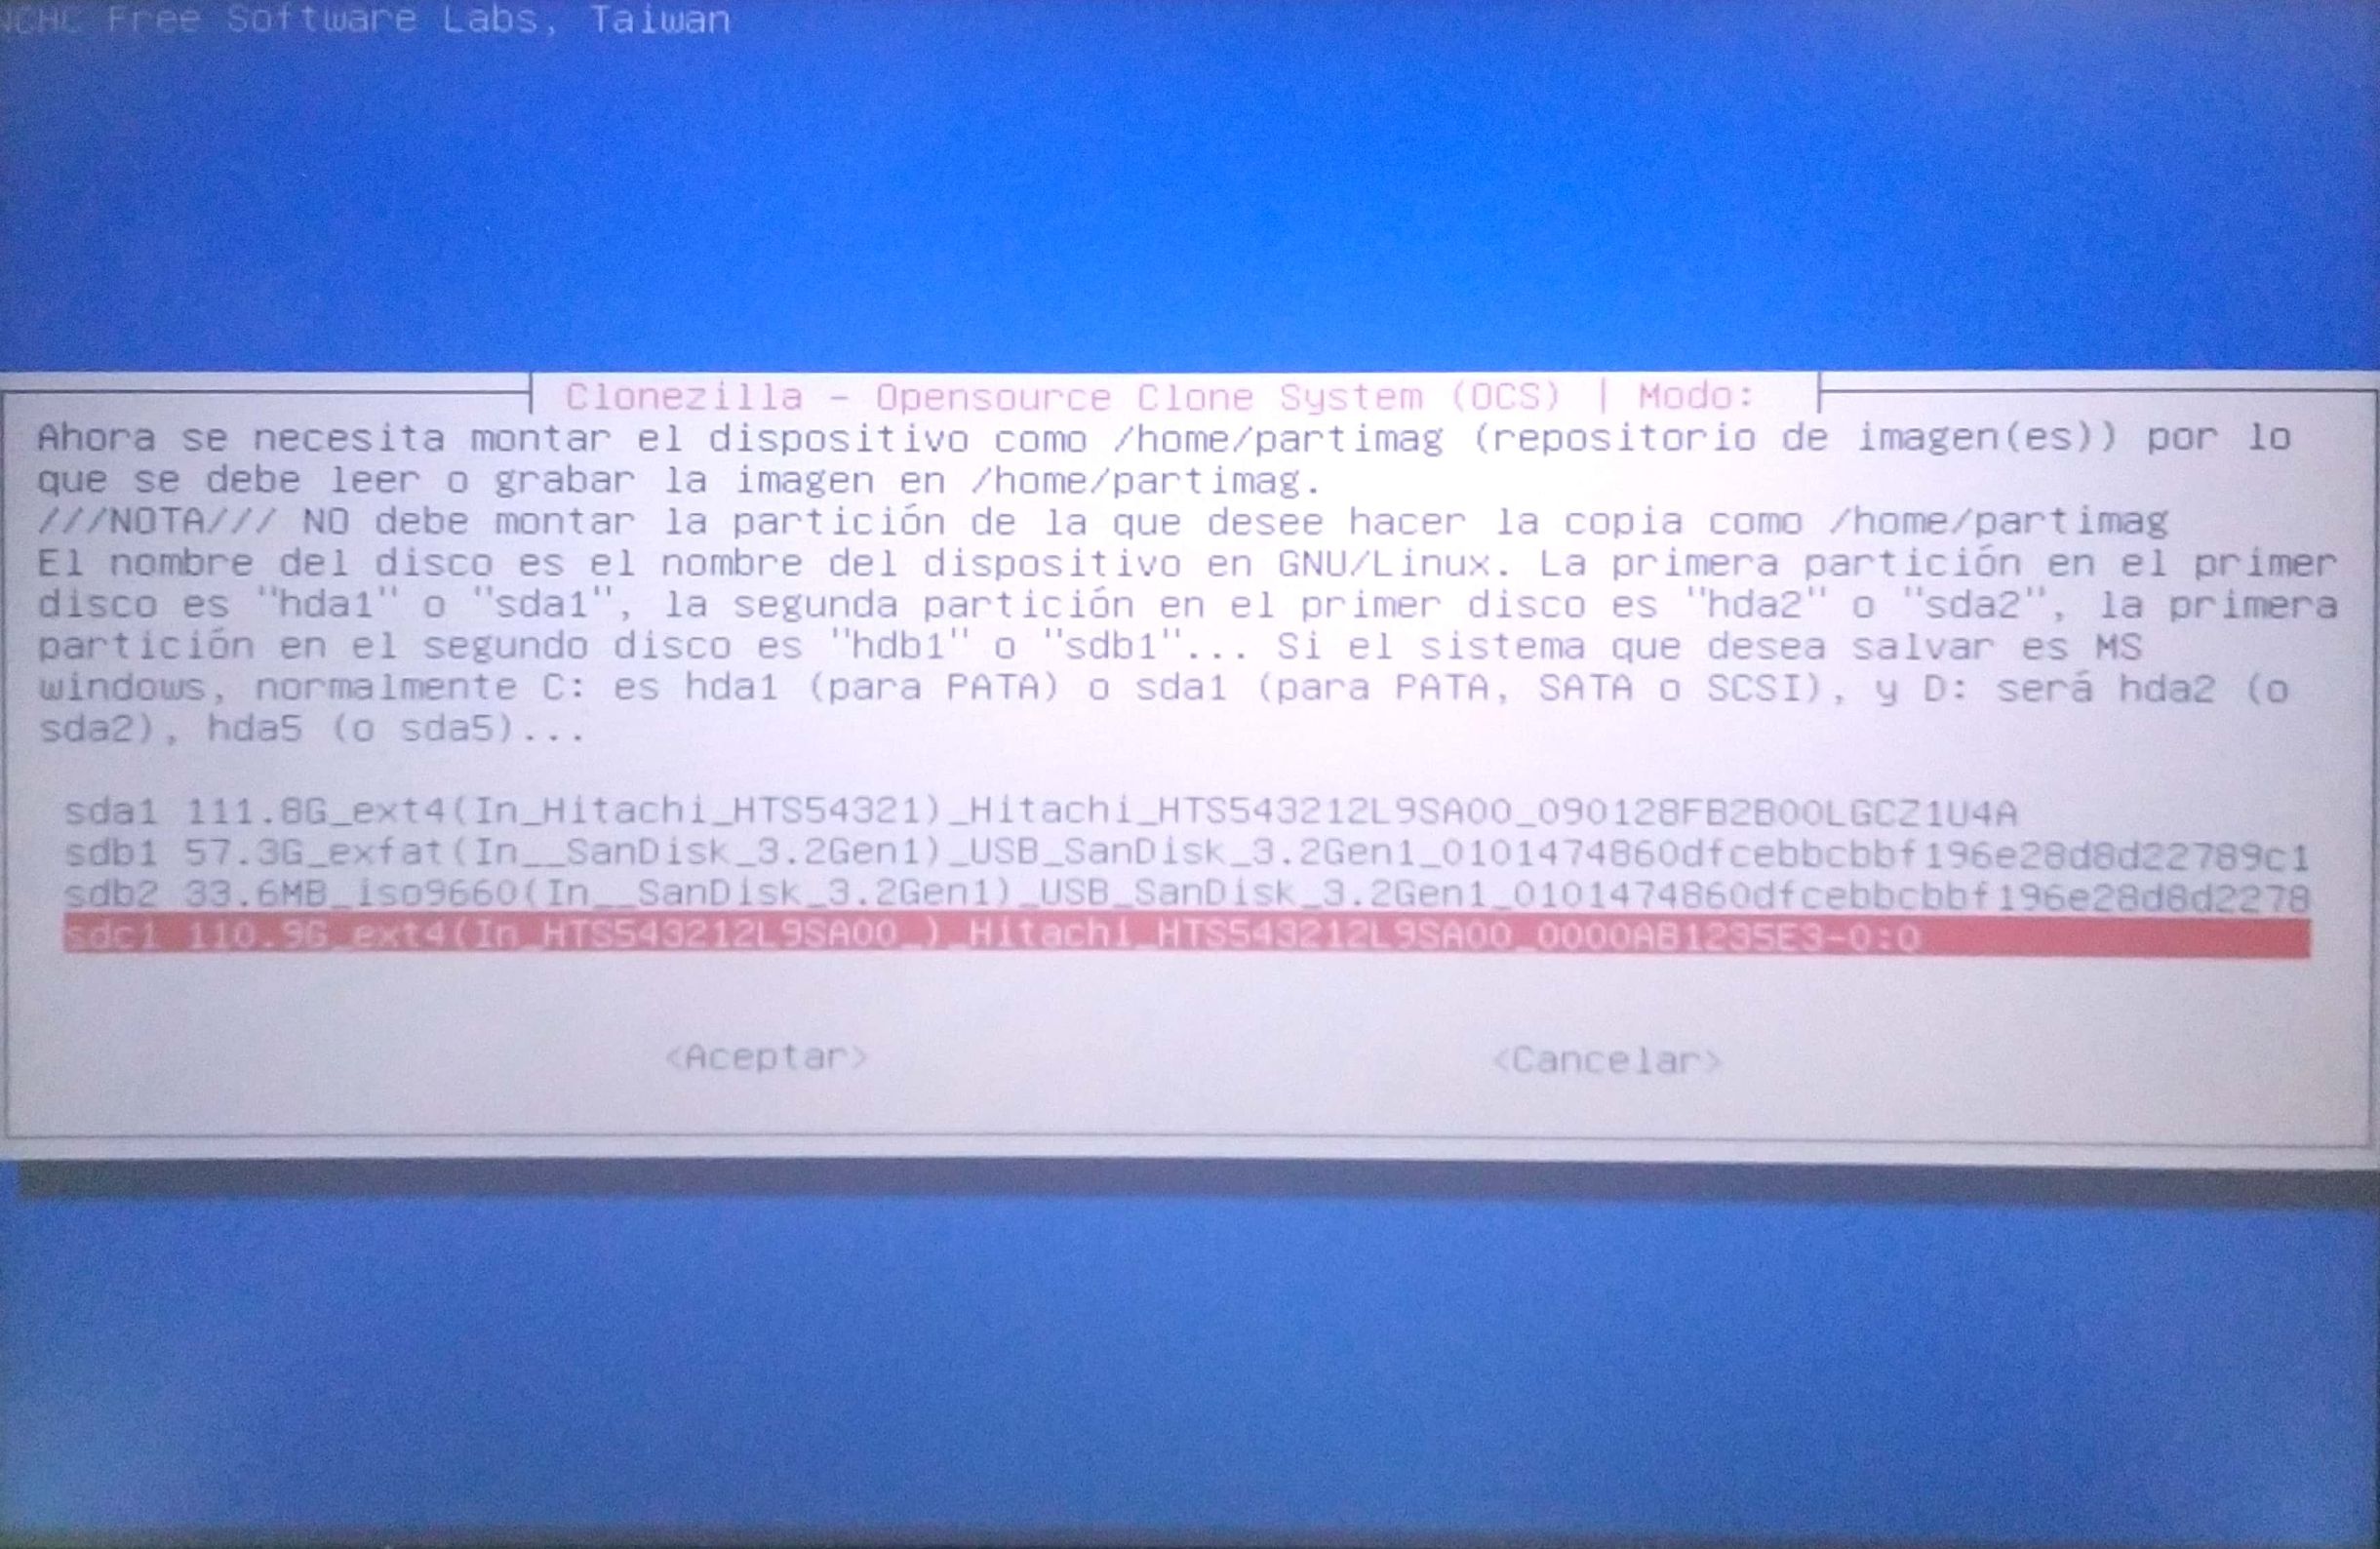 NCHC Free Software Labs, Taiwan
Clonezilla - Opensource Clone System (OCS) | Modo:
Ahora se necesita montar el dispositivo como /home/partimag (repositorio de imagen(es)) por lo
que se debe leer o grabar la imagen en /home/partimag.
///NOTA/// NO debe montar la partición de la que desee hacer la copia como /home/partimag
El nombre del disco es el nombre del dispositivo en GNU/Linux. La primera partición en el primer
disco es "hda1" o "sda1", la segunda partición en el primer disco es "hda2" o "sda2", la primera
partición en el segundo disco es "hdb1" o "sdb1"... Si el sistema que desea salvar es MS
windows, normalmente C: es hda1 (para PATA) o sda1 (para PATA, SATA o SCSI), y D: será hda2 (o
sda2), hda5 (o sda5)...
sda1 111.8G_ext4(In_Hitachi_HTS54321)_Hitachi_HTS543212L9SA00_090128FB2B00LGCZ1U4A
sdb1 57.3G_exfat(In__SanDisk_3.2Gen1)_USB_SanDisk_3.2Gen1_0101474860dfcebbcbbf196e28d8d22789c1
sdb2 33.6MB_iso9660(In__SanDisk_3.2Gen1)_USB_SanDisk_3.2Gen1_0101474860dfcebbcbbf196e28d8d2278
sdc1 110.9G_ext4(In_HTS543212L9SA00_)_Hitachi_HTS543212L9SA00_0000AB1235E3-0:0
<Aceptar> <Cancelar>